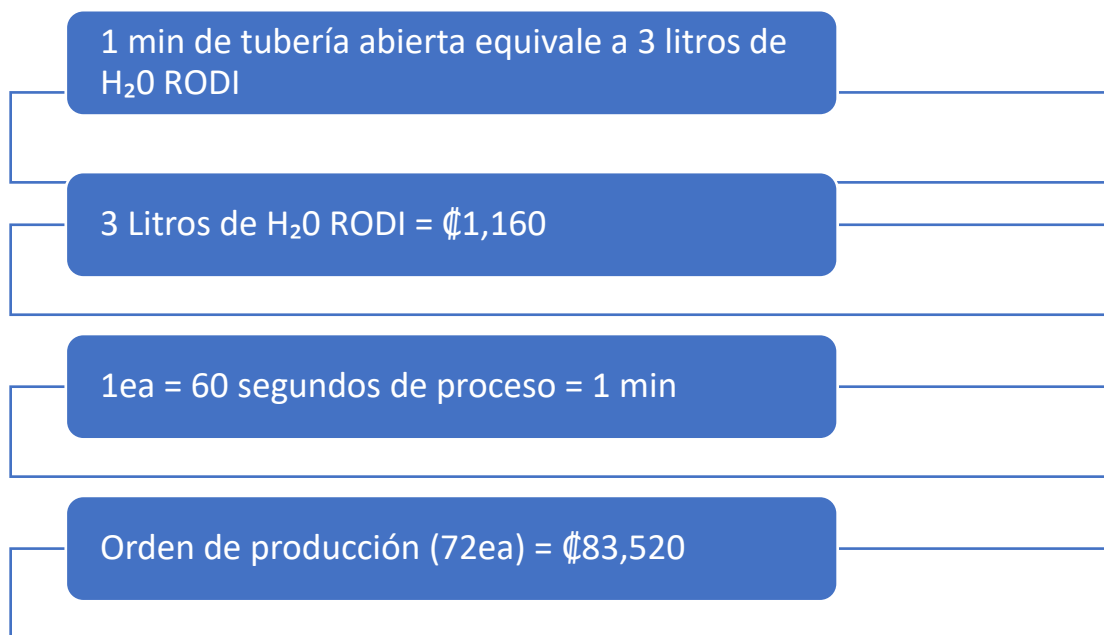 1 min de tubería abierta equivale a 3 litros de
H₂0 RODI
3 Litros de H₂0 RODI = ₡1,160
1ea = 60 segundos de proceso = 1 min
Orden de producción (72ea) = ₡83,520